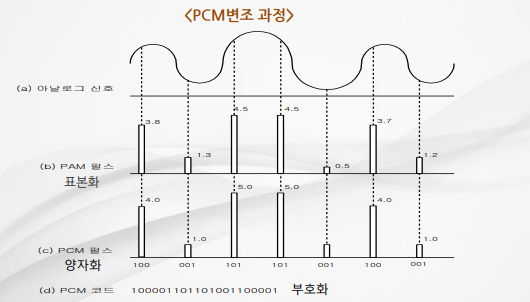 <PCM변조 과정>
(a) 아날로그 신호
4.5 4.5
3.8 3.7
1.3 0.5 1.2
(b) PAM 펄스
표본화
5.0 5.0
4.0 4.0
1.0 1.0
(c) PCM 펄스
양자화
100 001 101 101 001 100 001
(d) PCM 코드 100001101101001100001 부호화